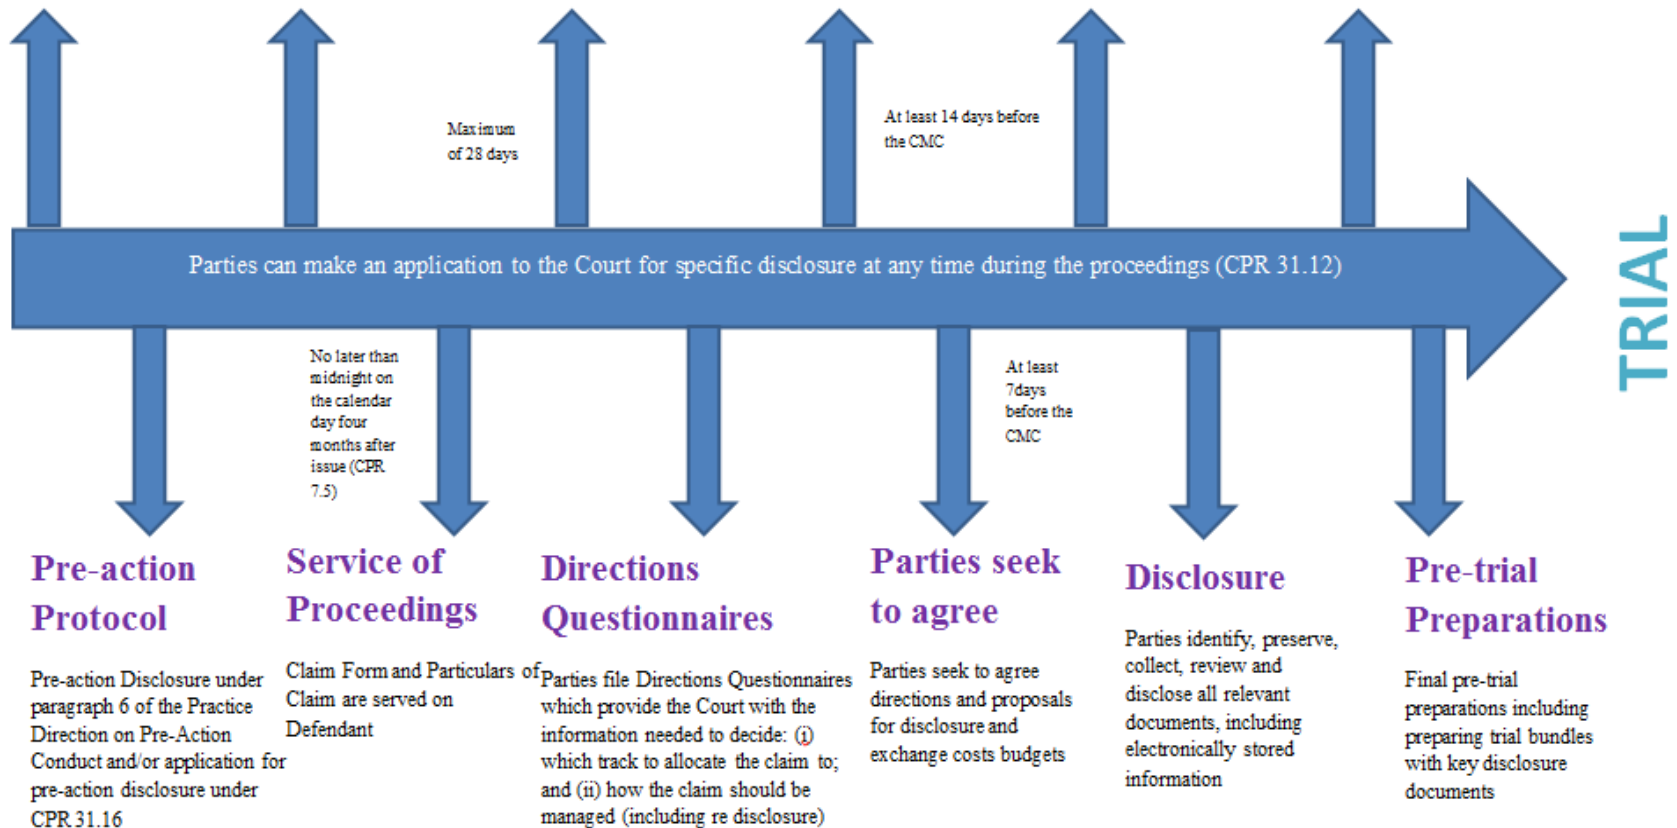 Maximum
of 28 days
At least 14 days before
the CMC
Parties can make an application to the Court for specific disclosure at any time during the proceedings (CPR 31.12)
TRIAL
No later than
midnight on
the calendar
day four
months after
issue (CPR
7.5)
At least
7days
before the
CMC
Pre-action
Protocol
Pre-action Disclosure under
paragraph 6 of the Practice
Direction on Pre-Action
Conduct and/or application for
pre-action disclosure under
CPR 31.16
Service of
Proceedings
Claim Form and Particulars of
Claim are served on
Defendant
Directions
Questionnaires
Parties file Directions Questionnaires
which provide the Court with the
information needed to decide: (i)
which track to allocate the claim to;
and (ii) how the claim should be
managed (including re disclosure)
Parties seek
to agree
Parties seek to agree
directions and proposals
for disclosure and
exchange costs budgets
Disclosure
Parties identify, preserve,
collect, review and
disclose all relevant
documents, including
electronically stored
information
Pre-trial
Preparations
Final pre-trial
preparations including
preparing trial bundles
with key disclosure
documents